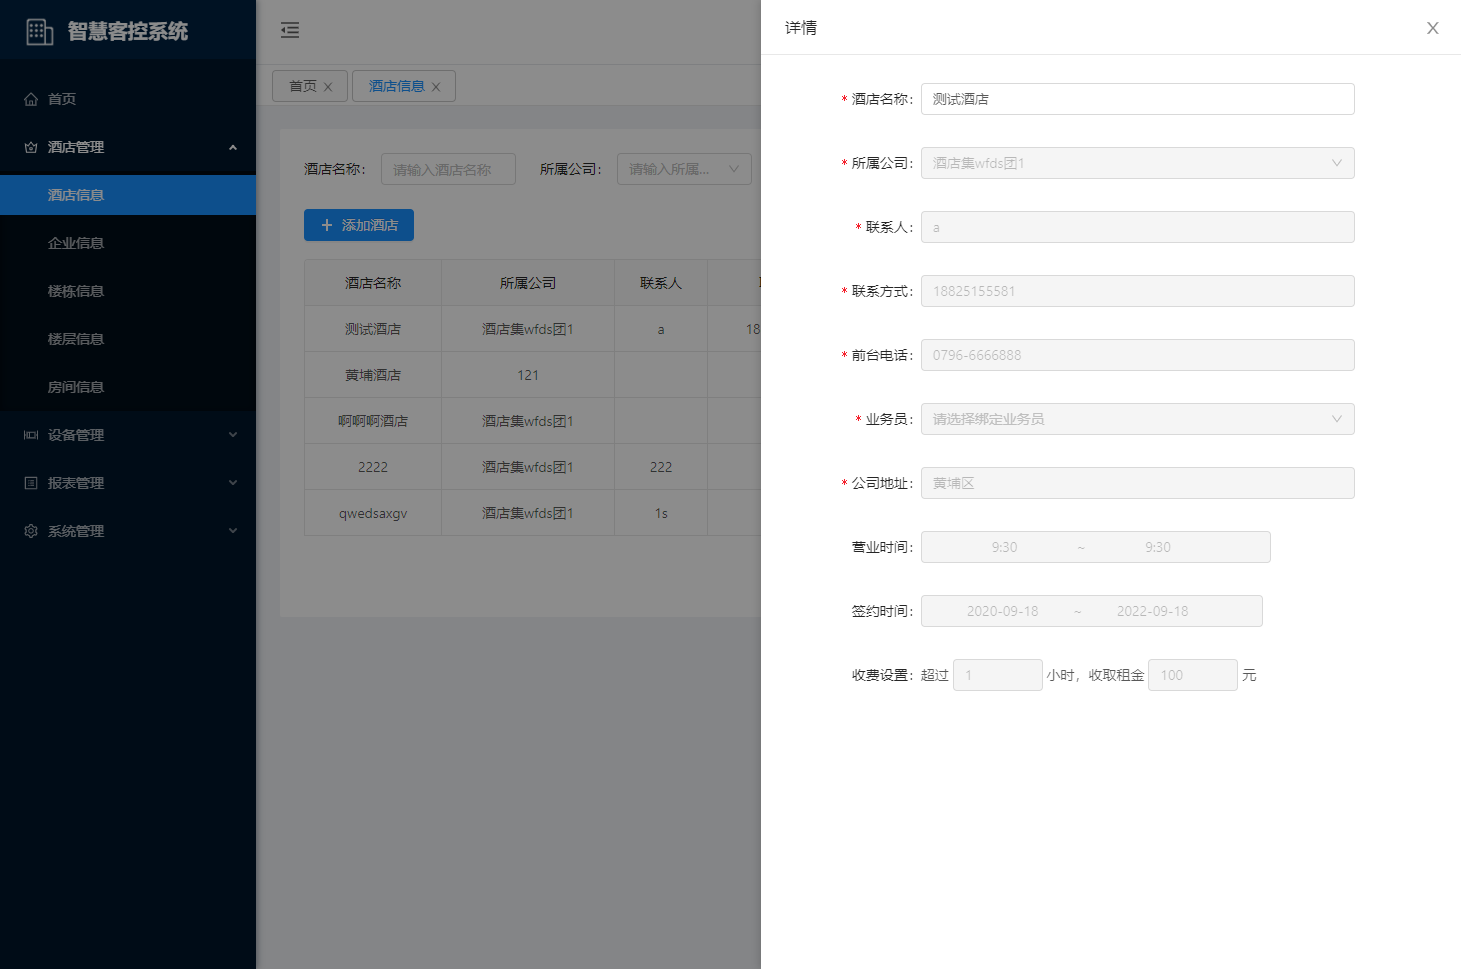 智慧客控系统
首页
酒店管理
酒店信息
企业信息
楼栋信息
楼层信息
房间信息
设备管理
报表管理
系统管理
首页 酒店信息
酒店名称： 请输入酒店名称 所属公司： 请输入所属...
+ 添加酒店
酒店名称 所属公司 联系人
测试酒店 酒店集wfds团1 a 18
黄埔酒店 121
啊啊啊酒店 酒店集wfds团1
2222 酒店集wfds团1 222
qwedsaxgv 酒店集wfds团1 1s
详情
* 酒店名称： 测试酒店
* 所属公司： 酒店集wfds团1
* 联系人： a
* 联系方式： 18825155581
* 前台电话： 0796-6666888
* 业务员： 请选择绑定业务员
* 公司地址： 黄埔区
营业时间： 9:30 ~ 9:30
签约时间： 2020-09-18 ~ 2022-09-18
收费设置： 超过 1 小时，收取租金 100 元